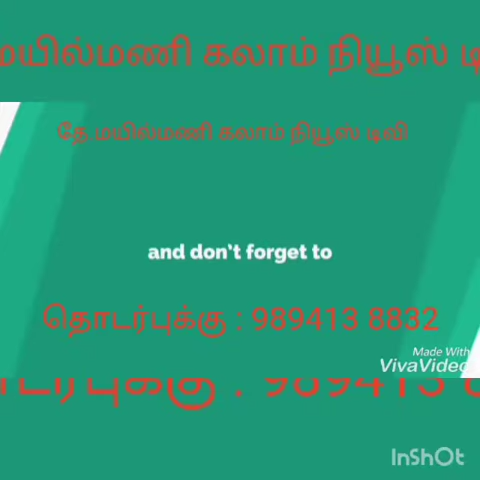 மயில்மணி கலாம் நியூஸ்
தே.மயில்மணி கலாம் நியூஸ் டிவி
and don't forget to
தொடர்புக்கு : 989413 8832
Made With
VivaVideo
InShOt